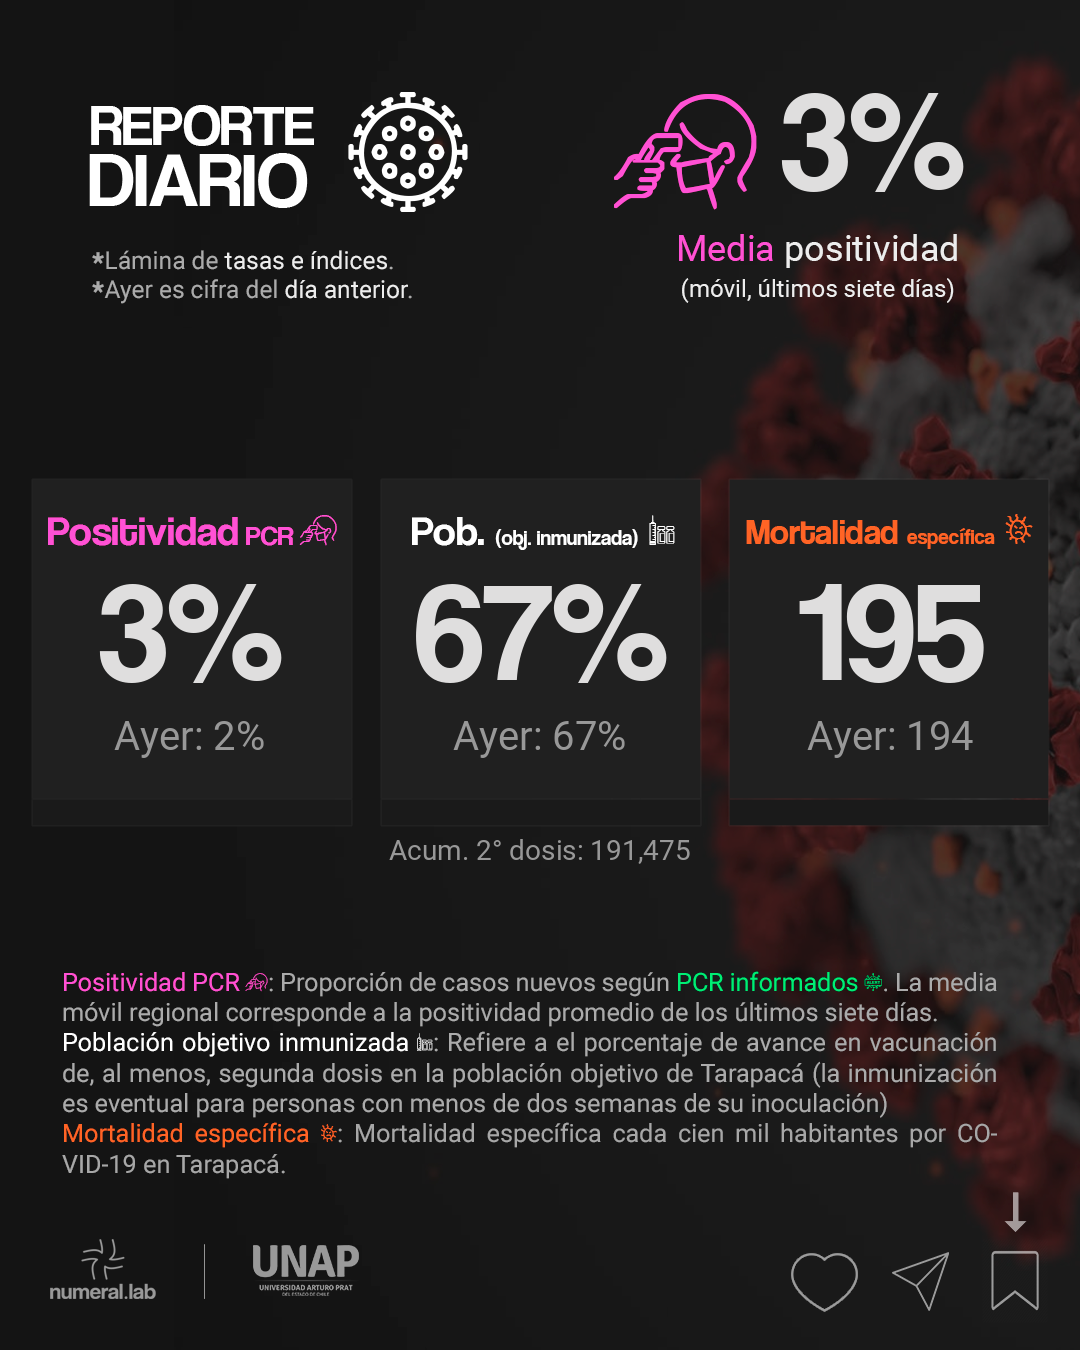 REPORTE
DIARIO
*Lámina de tasas e índices.
*Ayer es cifra del día anterior.
3%
Media positividad
(móvil, últimos siete días)
Positividad PCR
3%
Ayer: 2%
Pob. (obj. inmunizada)
67%
Ayer: 67%
Acum. 2° dosis: 191,475
Mortalidad específica
195
Ayer: 194
Positividad PCR : Proporción de casos nuevos según PCR informados . La media
móvil regional corresponde a la positividad promedio de los últimos siete días.
Población objetivo inmunizada : Refiere a el porcentaje de avance en vacunación
de, al menos, segunda dosis en la población objetivo de Tarapacá (la inmunización
es eventual para personas con menos de dos semanas de su inoculación)
Mortalidad específica : Mortalidad específica cada cien mil habitantes por CO-
VID-19 en Tarapacá.
numeral.lab
UNAP
UNIVERSIDAD ARTURO PRAT
DEL ESTADO DE CHILE